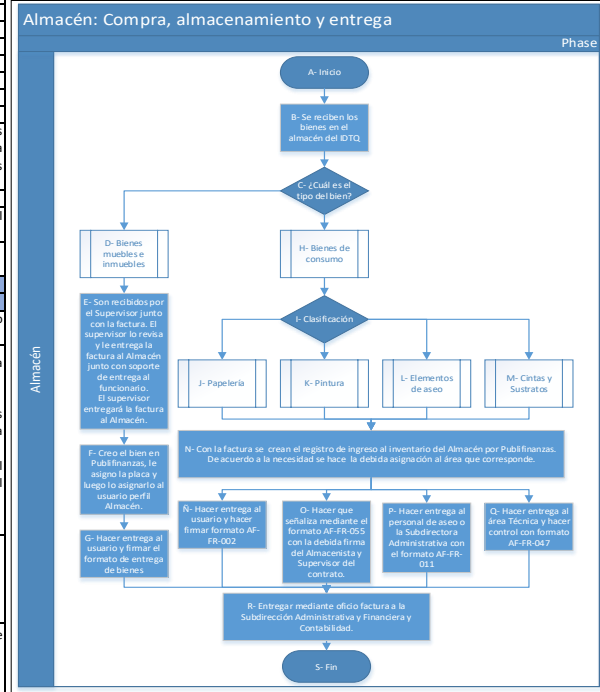 Almacén: Compra, almacenamiento y entrega
Phase
Almacén
A- Inicio
B- Se reciben los
bienes en el
almacén del IDTQ
C- ¿Cuál es el
tipo del bien?
D- Bienes
muebles e
inmuebles
H- Bienes de
consumo
E- Son recibidos por
el Supervisor junto
con la factura. El
supervisor lo revisa
y le entrega la
factura al Almacén
junto con soporte
de entrega al
funcionario.
El supervisor
entregará la factura
al Almacén.
I- Clasificación
J- Papelería
K- Pintura
L- Elementos
de aseo
M- Cintas y
Sustratos
N- Con la factura se crean el registro de ingreso al inventario del Almacén por Publifinanzas.
De acuerdo a la necesidad se hace la debida asignación al área que corresponde.
F- Creo el bien en
Publifinanzas, le
asigno la placa y
luego lo asignarlo al
usuario perfil
Almacén.
G- Hacer entrega al
usuario y firmar el
formato de entrega
de bienes
Ñ- Hacer entrega al
usuario y hacer
firmar formato AF-
FR-002
O- Hacer que
señaliza mediante el
formato AF-FR-055
con la debida firma
del Almacenista y
Supervisor del
contrato.
P- Hacer entrega al
personal de aseo o
la Subdirectora
Administrativa con
el formato AF-FR-
011
Q- Hacer entrega al
área Técnica y hacer
control con formato
AF-FR-047
R- Entregar mediante oficio factura a la
Subdirección Administrativa y Financiera y
Contabilidad.
S- Fin